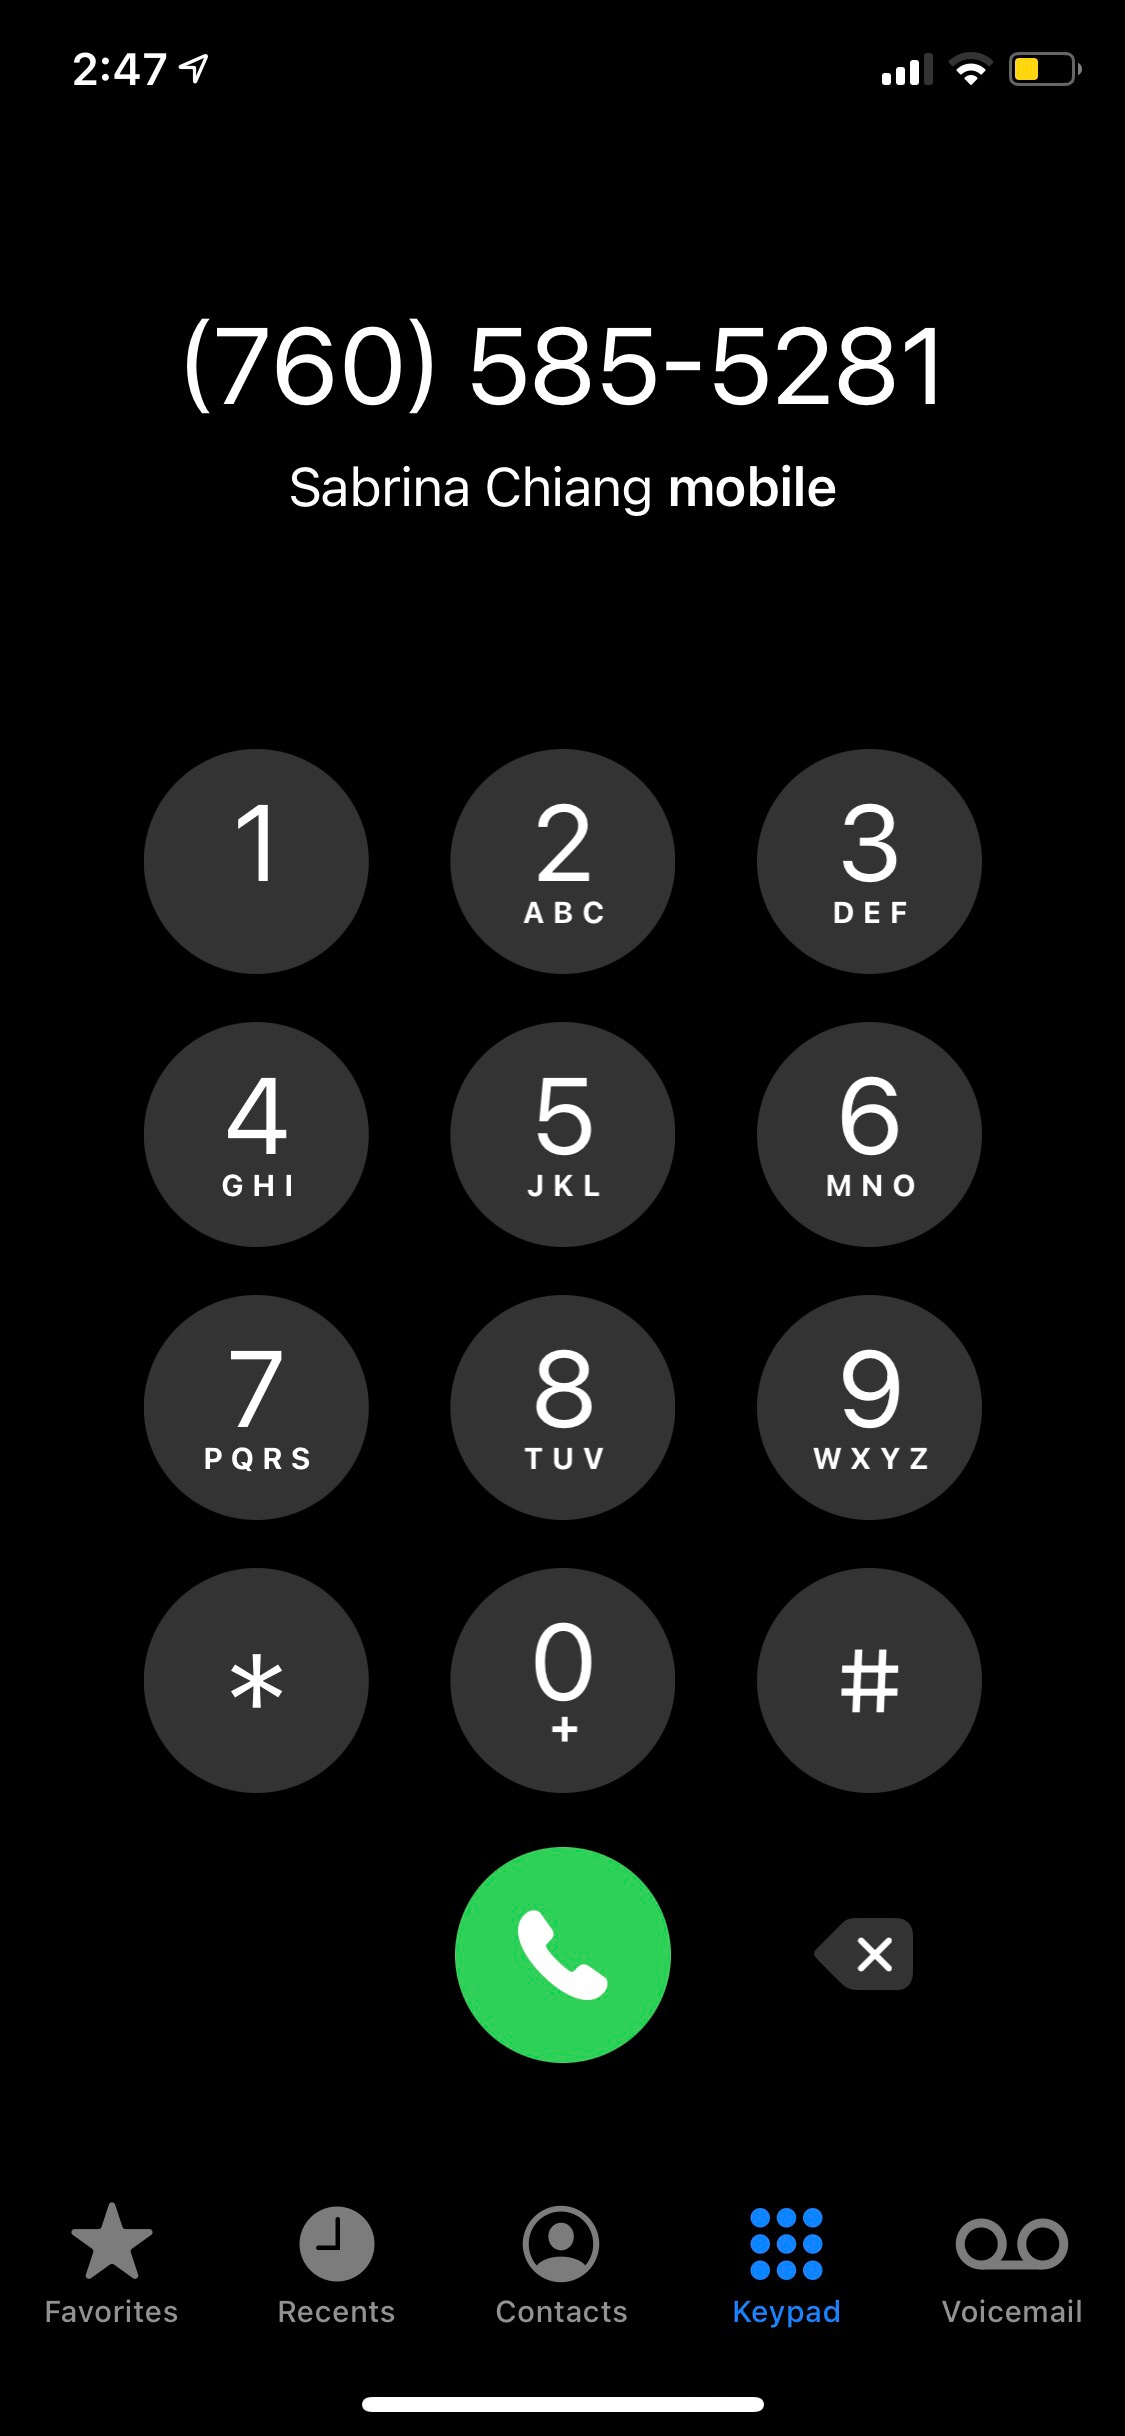 2:47
(760) 585-5281
Sabrina Chiang mobile
1
2
ABC
3
DEF
4
GHI
5
JKL
6
MNO
7
PQRS
8
TUV
9
WXYZ
*
0
+
#
Favorites
Recents
Contacts
Keypad
Voicemail